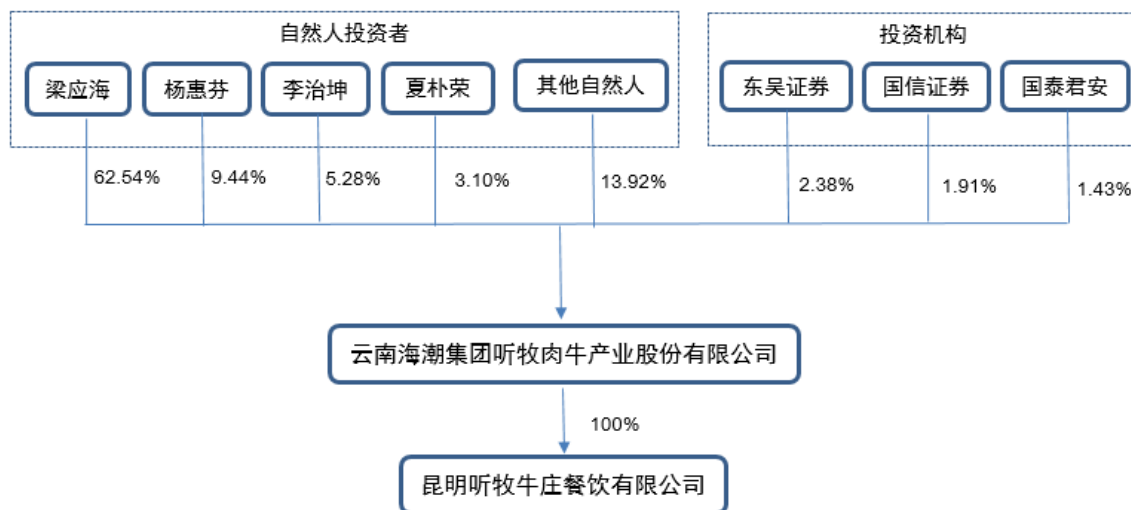 自然人投资者
投资机构
梁应海
杨惠芬
李治坤
夏朴荣
其他自然人
东吴证券
国信证券
国泰君安
62.54%
9.44%
5.28%
3.10%
13.92%
2.38%
1.91%
1.43%
云南海潮集团听牧肉牛产业股份有限公司
100%
昆明听牧牛庄餐饮有限公司